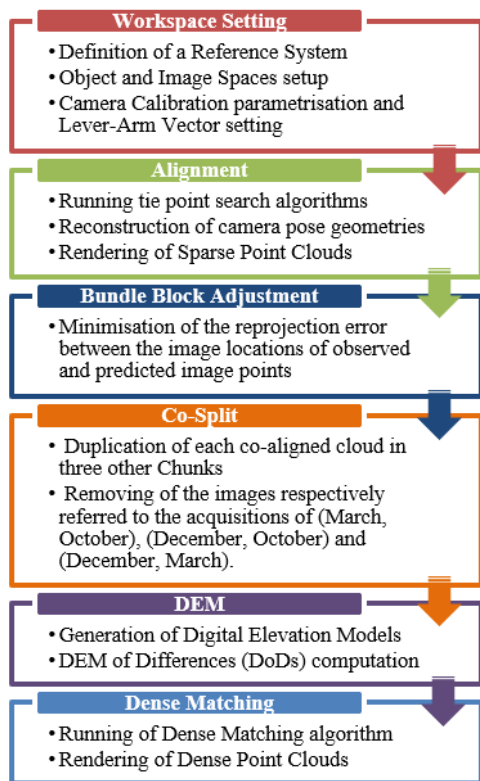 Workspace Setting
• Definition of a Reference System
• Object and Image Spaces setup
• Camera Calibration parametrisation and
Lever-Arm Vector setting
Alignment
• Running tie point search algorithms
• Reconstruction of camera pose geometries
• Rendering of Sparse Point Clouds
Bundle Block Adjustment
• Minimisation of the reprojection error
between the image locations of observed
and predicted image points
Co-Split
• Duplication of each co-aligned cloud in
three other Chunks
• Removing of the images respectively
referred to the acquisitions of (March,
October), (December, October) and
(December, March).
DEM
• Generation of Digital Elevation Models
• DEM of Differences (DoDs) computation
Dense Matching
• Running of Dense Matching algorithm
• Rendering of Dense Point Clouds